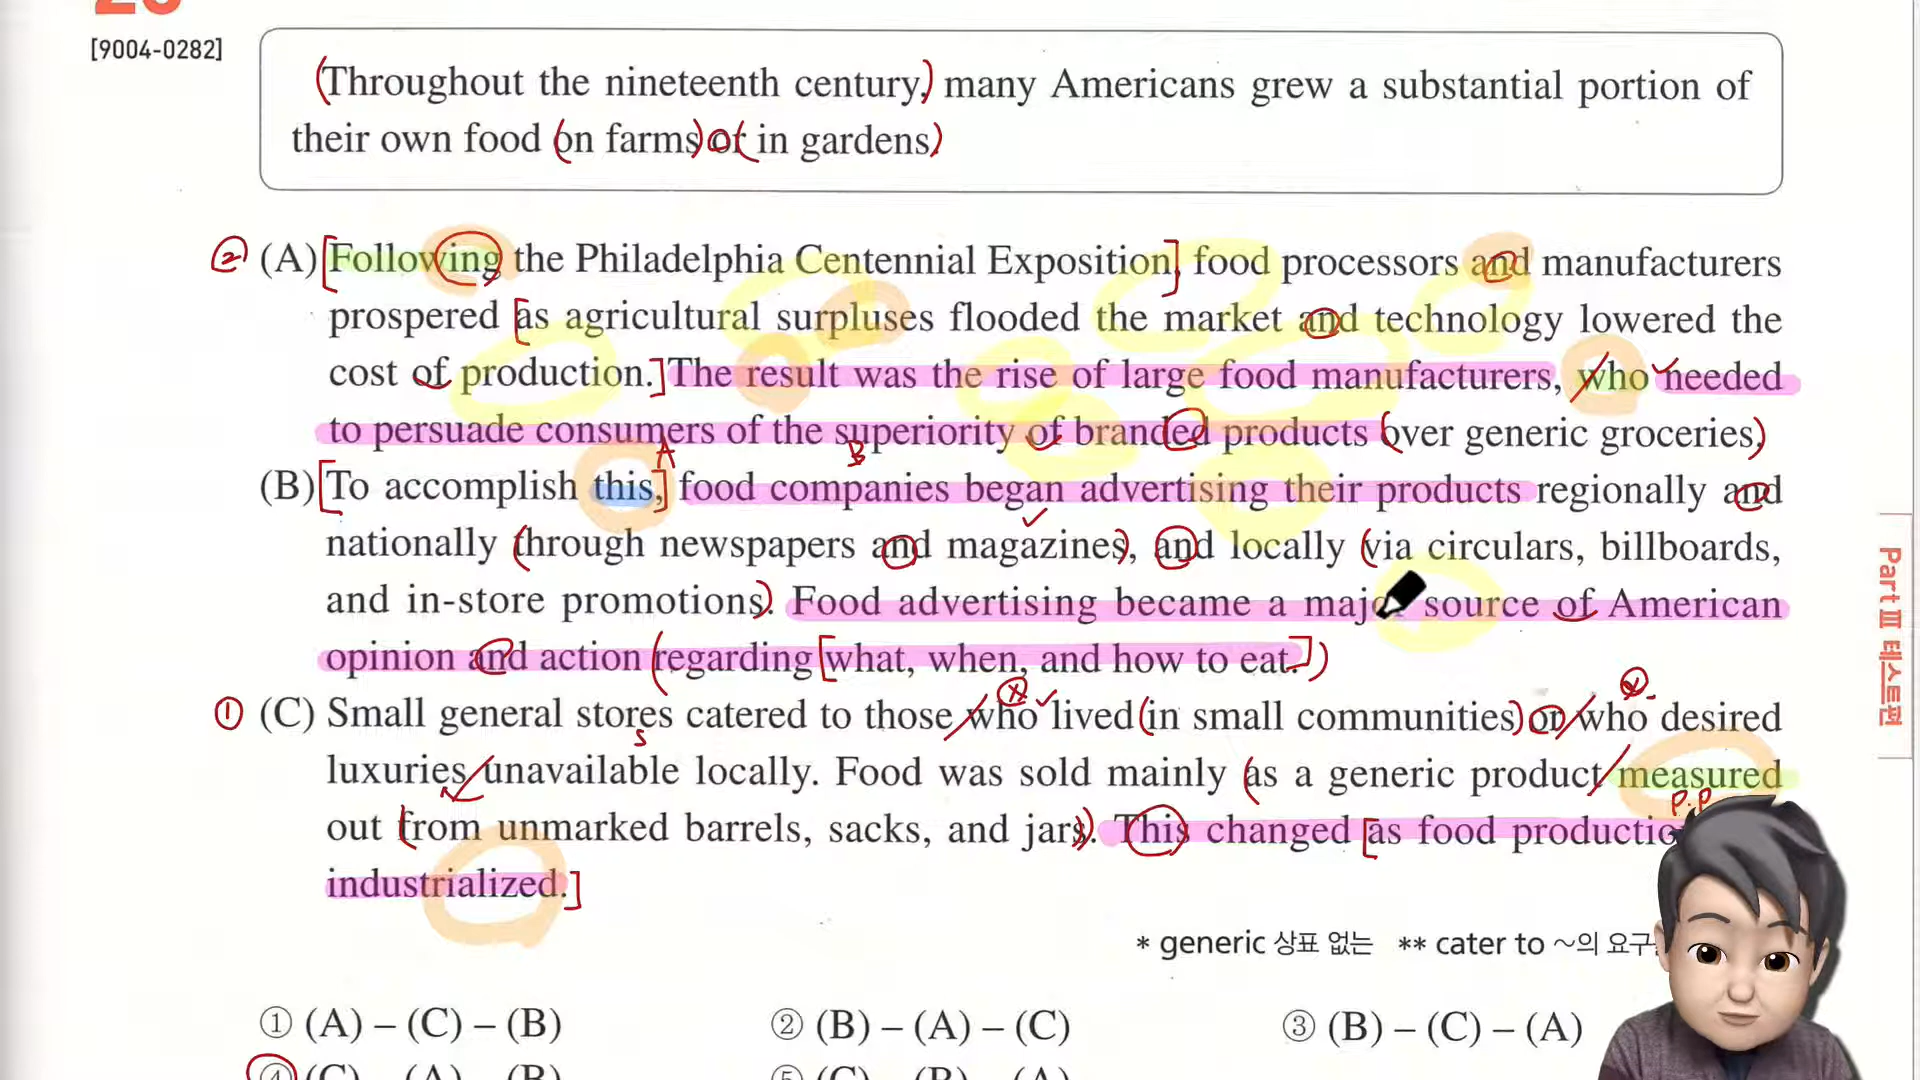 [9004-0282]
Throughout the nineteenth century, many Americans grew a substantial portion of
their own food on farms or in gardens.
② (A) Following the Philadelphia Centennial Exposition, food processors and manufacturers
prospered as agricultural surpluses flooded the market and technology lowered the
cost of production. The result was the rise of large food manufacturers, who needed
to persuade consumers of the superiority of branded products over generic groceries.
A B
(B) To accomplish this, food companies began advertising their products regionally and
nationally through newspapers and magazines, and locally via circulars, billboards,
and in-store promotions. Food advertising became a major source of American
opinion and action regarding what, when, and how to eat.
① (C) Small general stores catered to those who lived in small communities or who desired
s
luxuries unavailable locally. Food was sold mainly as a generic product measured
p.p
out from unmarked barrels, sacks, and jars. This changed as food
industrialized.
* generic 상표 없는 ** cater to ~의
Part Ⅲ 테스트편
① (A) – (C) – (B) ② (B) – (A) – (C) ③ (B) – (C) – (A)
④ (C) – (A) – (B) ⑤ (C) – (B) – (A)